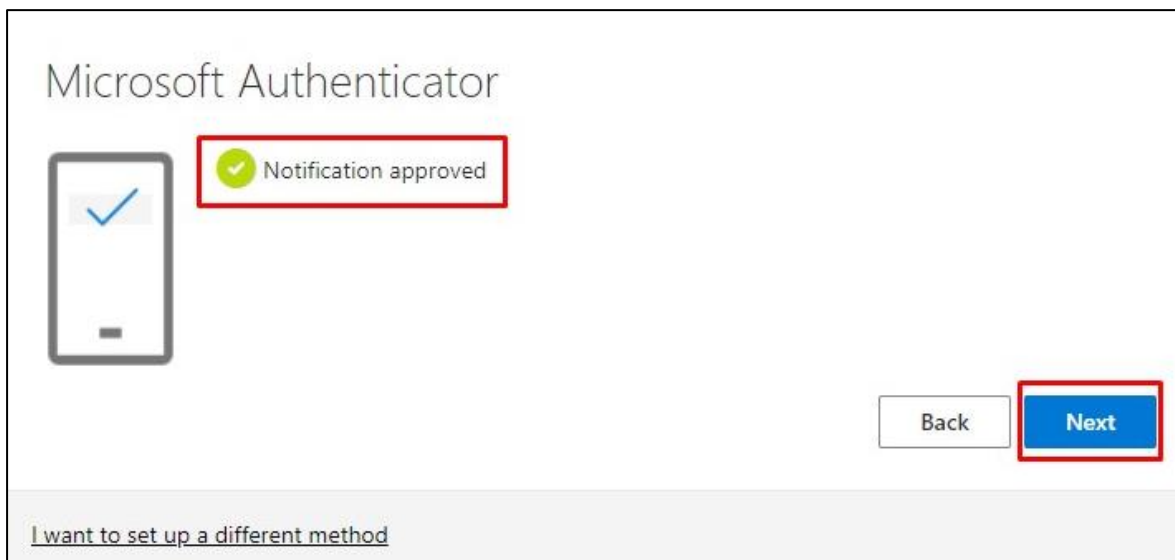 Microsoft Authenticator
Notification approved
Back
Next
I want to set up a different method